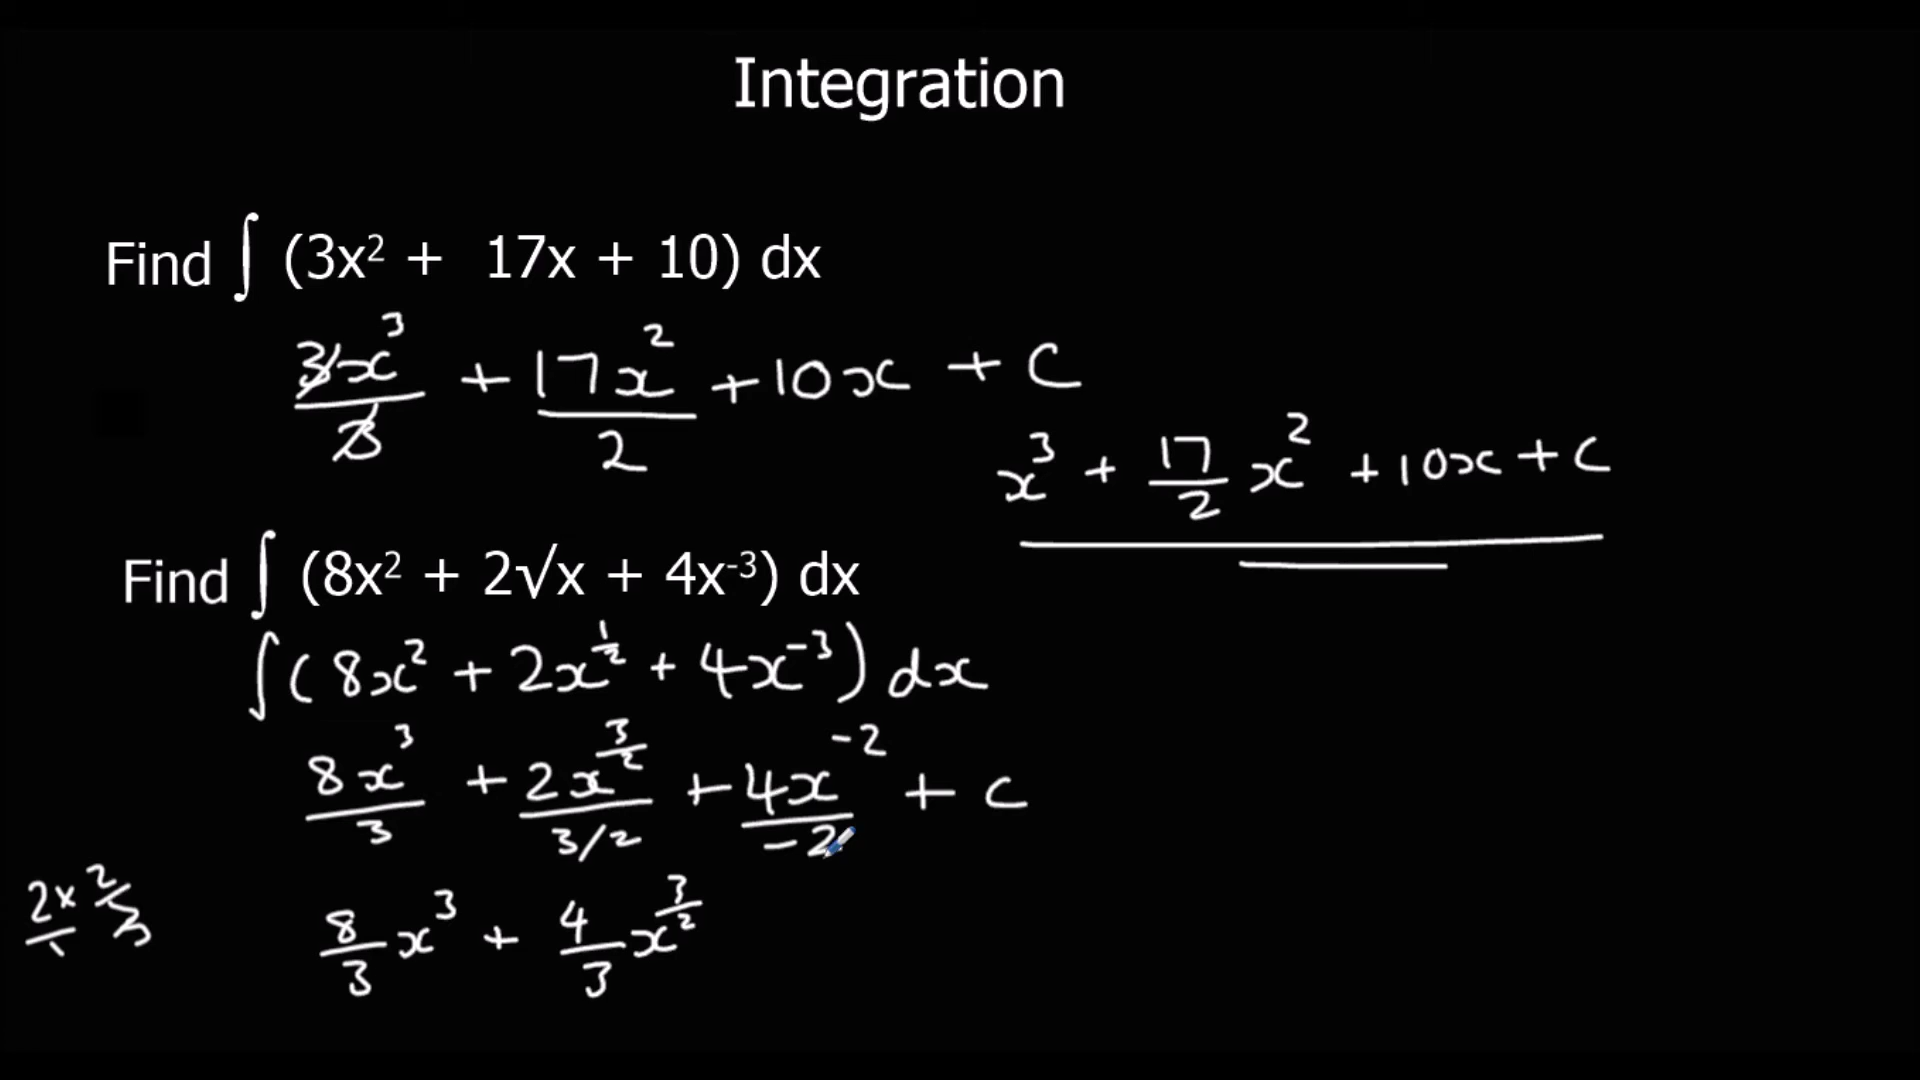 Integration
Find ∫ (3x² + 17x + 10) dx
3x³/3 + 17x²/2 + 10x + C
x³ + 17/2 x² + 10x + C
Find ∫ (8x² + 2√x + 4x⁻³) dx
∫(8x² + 2x^½ + 4x⁻³) dx
8x³/3 + 2x^(3/2)/(3/2) + 4x⁻²/-2 + C
2/1 × 2/3
8/3 x³ + 4/3 x^(3/2)